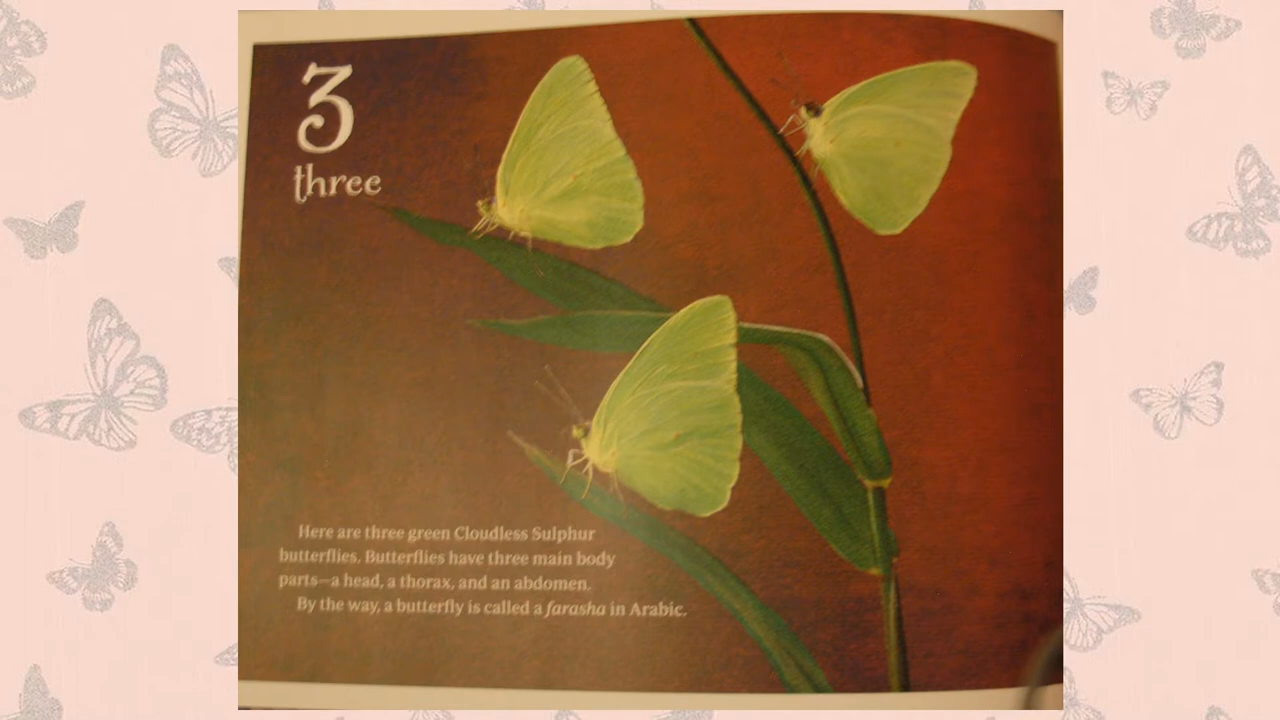 3
three
Here are three green Cloudless Sulphur
butterflies. Butterflies have three main body
parts—a head, a thorax, and an abdomen.
By the way, a butterfly is called a farasha in Arabic.